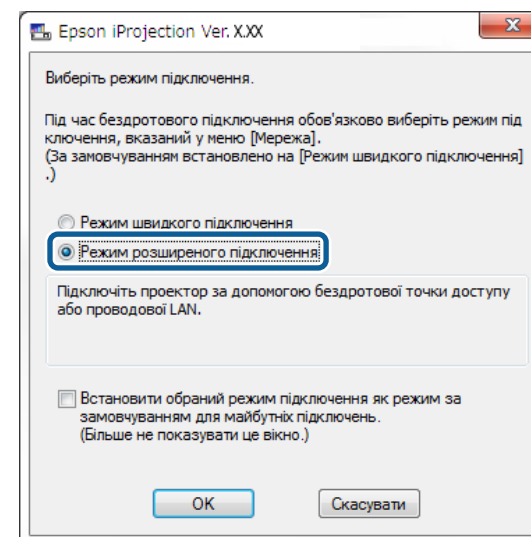 Epson iProjection Ver. X.XX
Виберіть режим підключення.
Під час бездротового підключення обов'язково виберіть режим під
ключення, вказаний у меню [Мережа].
(За замовчуванням встановлено на [Режим швидкого підключення]
.)
Режим швидкого підключення
Режим розширеного підключення
Підключіть проектор за допомогою бездротової точки доступу
або проводової LAN.
Встановити обраний режим підключення як режим за
замовчуванням для майбутніх підключень.
(Більше не показувати це вікно.)
OK
Скасувати